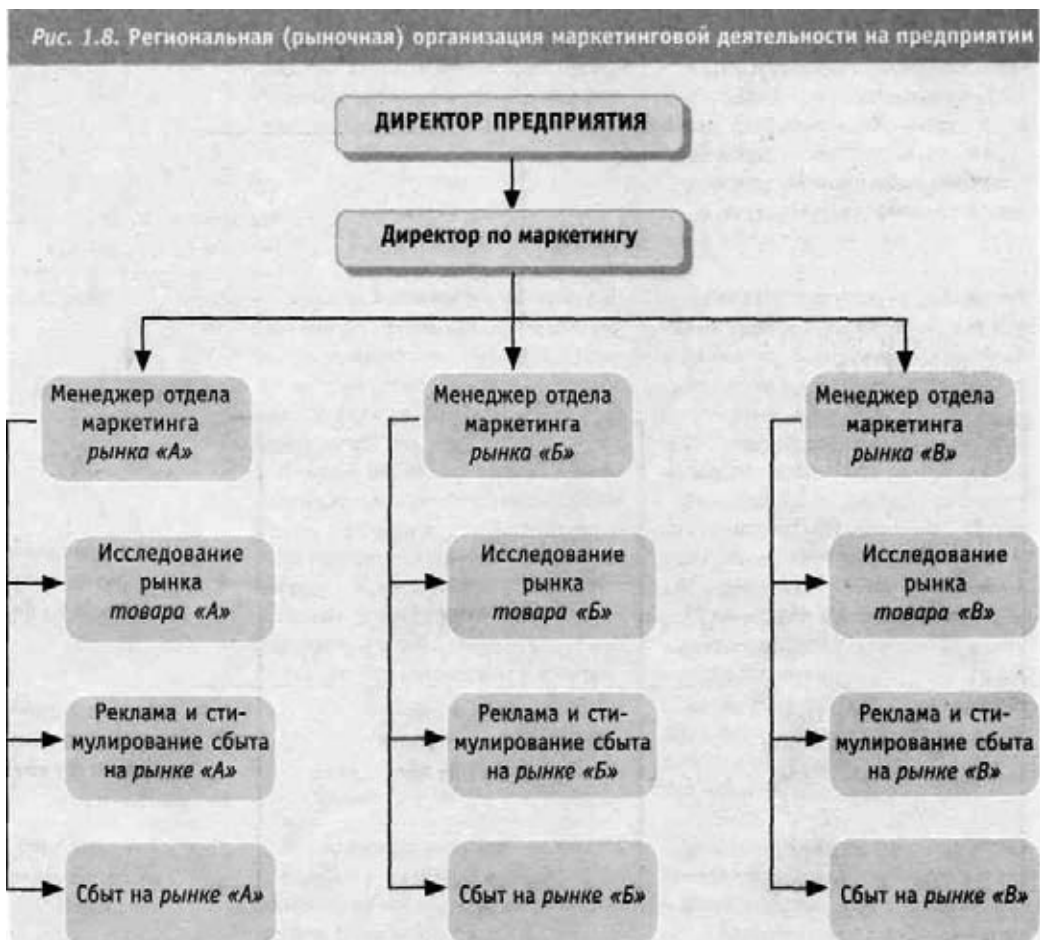 Рис. 1.8. Региональная (рыночная) организация маркетинговой деятельности на предприятии
ДИРЕКТОР ПРЕДПРИЯТИЯ
Директор по маркетингу
Менеджер отдела
маркетинга
рынка «А»
Менеджер отдела
маркетинга
рынка «Б»
Менеджер отдела
маркетинга
рынка «В»
Исследование
рынка
товара «А»
Исследование
рынка
товара «Б»
Исследование
рынка
товара «В»
Реклама и сти-
мулирование сбыта
на рынке «А»
Реклама и сти-
мулирование сбыта
на рынке «Б»
Реклама и сти-
мулирование сбыта
на рынке «В»
Сбыт на рынке «А»
Сбыт на рынке «Б»
Сбыт на рынке «В»